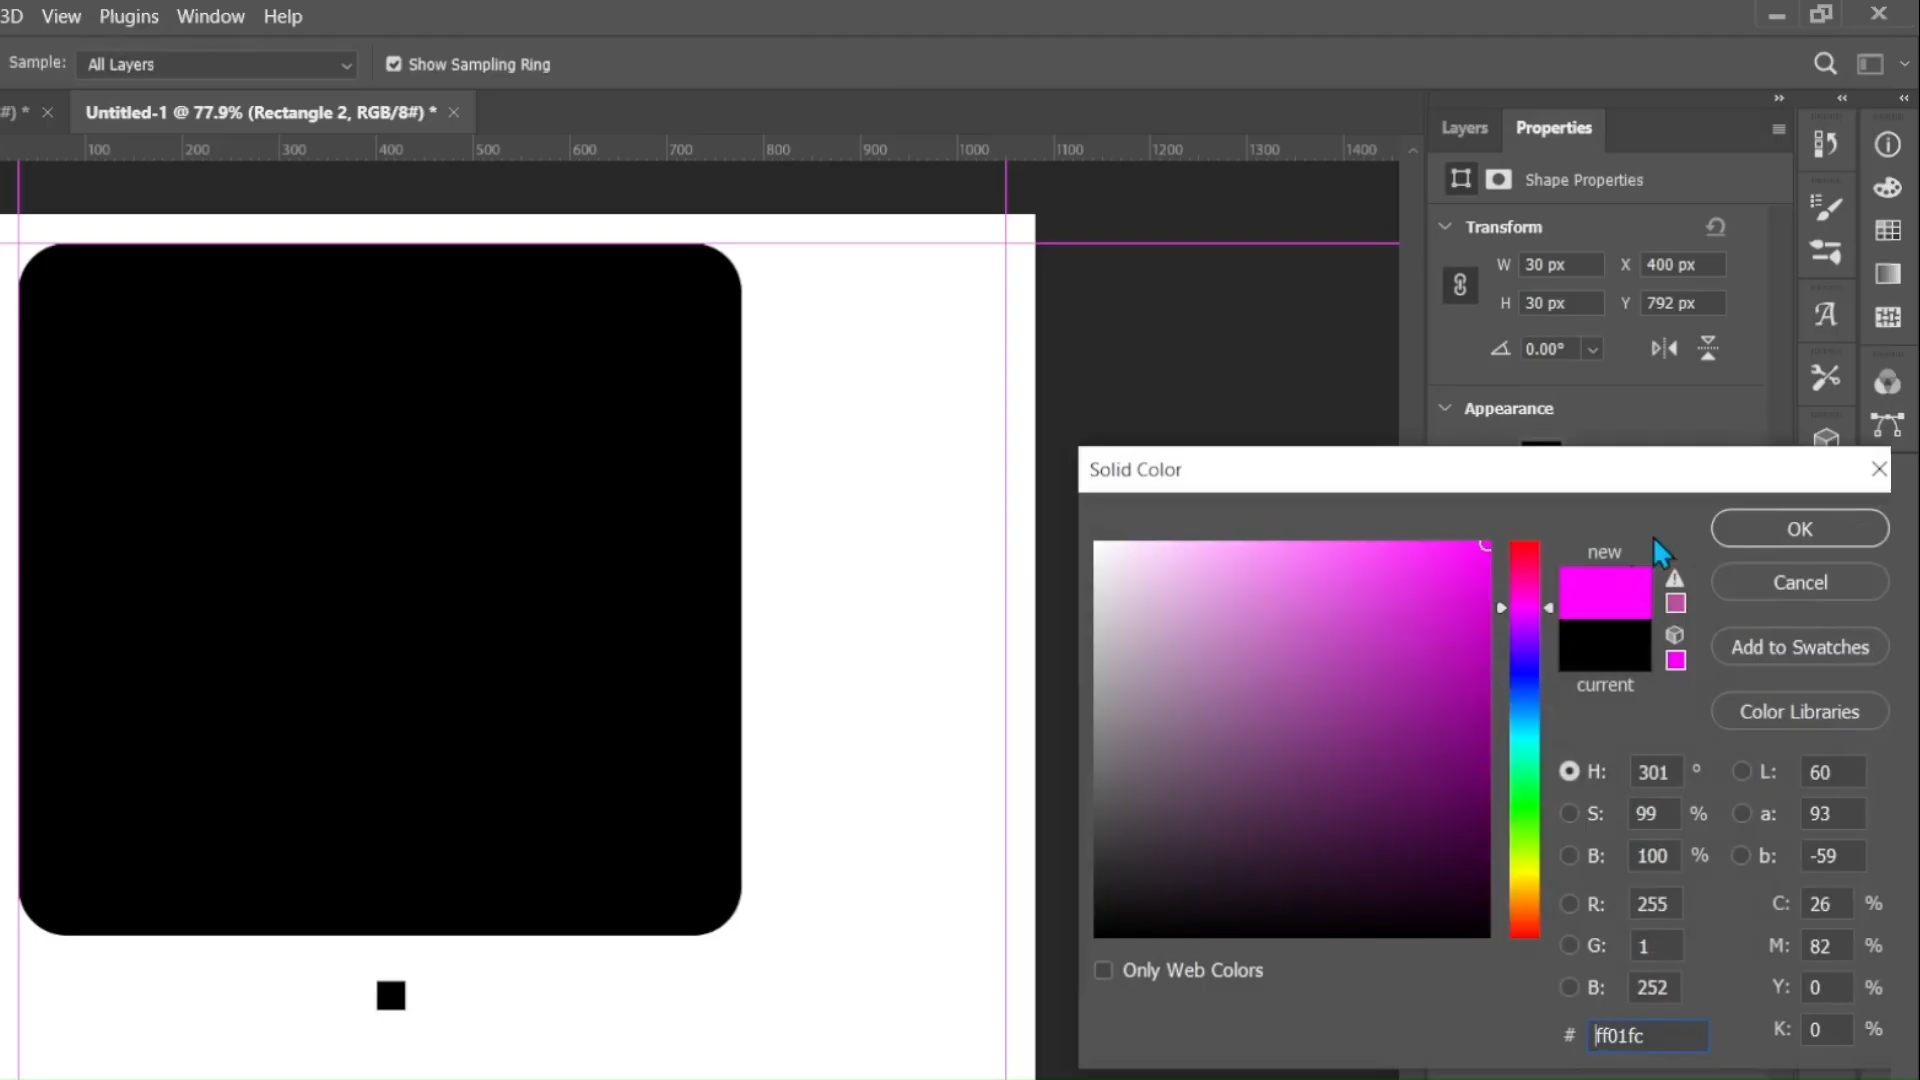 3D View Plugins Window Help
Sample: All Layers Show Sampling Ring
#) * Untitled-1 @ 77.9% (Rectangle 2, RGB/8#) *
100 200 300 400 500 600 700 800 900 1000 1100 1200 1300 1400
Layers Properties
Shape Properties
Transform
W 30 px X 400 px
H 30 px Y 792 px
0.00°
Appearance
Solid Color
new
OK
Cancel
Add to Swatches
current
Color Libraries
H: 301 ° L: 60
S: 99 % a: 93
B: 100 % b: -59
R: 255 C: 26 %
G: 1 M: 82 %
Only Web Colors
B: 252 Y: 0 %
# ff01fc K: 0 %